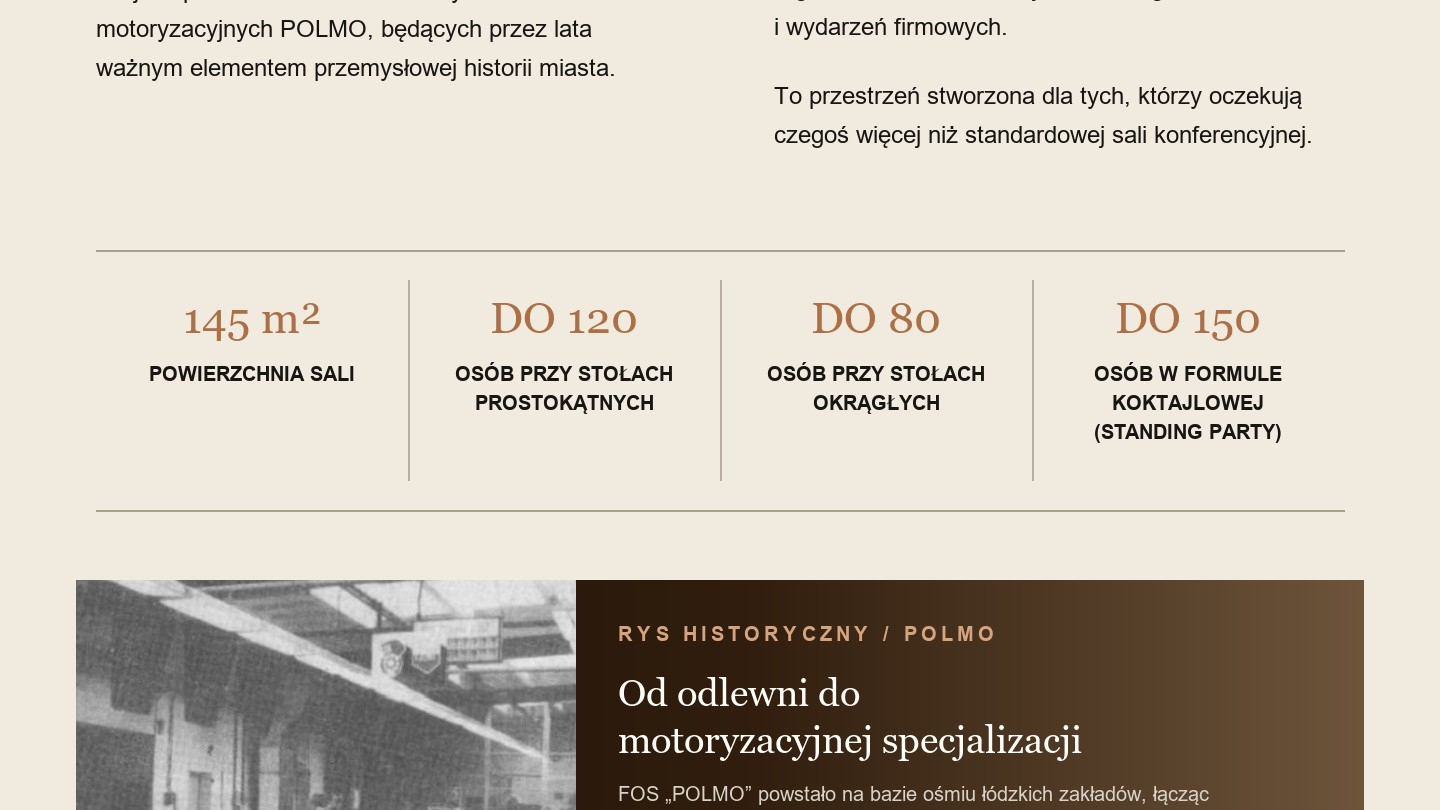 motoryzacyjnych POLMO, będących przez lata
ważnym elementem przemysłowej historii miasta.
i wydarzeń firmowych.
To przestrzeń stworzona dla tych, którzy oczekują
czegoś więcej niż standardowej sali konferencyjnej.
145 m²
POWIERZCHNIA SALI
DO 120
OSÓB PRZY STOŁACH
PROSTOKĄTNYCH
DO 80
OSÓB PRZY STOŁACH
OKRĄGŁYCH
DO 150
OSÓB W FORMULE
KOKTAJLOWEJ
(STANDING PARTY)
RYS HISTORYCZNY / POLMO
Od odlewni do
motoryzacyjnej specjalizacji
FOS „POLMO” powstało na bazie ośmiu łódzkich zakładów, łącząc